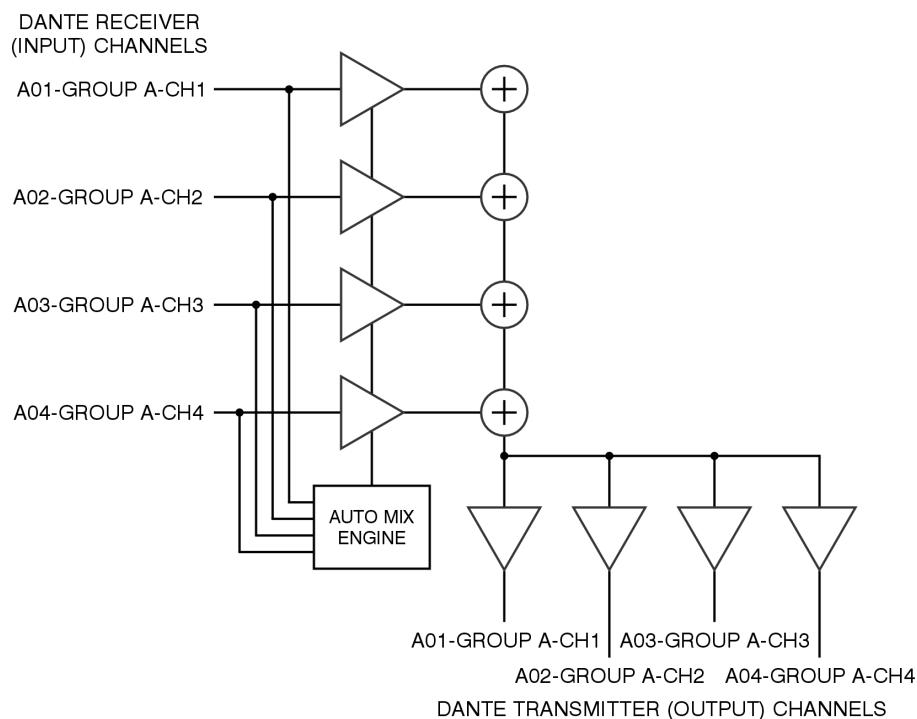 DANTE RECEIVER
(INPUT) CHANNELS
A01-GROUP A-CH1
A02-GROUP A-CH2
A03-GROUP A-CH3
A04-GROUP A-CH4
AUTO MIX
ENGINE
A01-GROUP A-CH1 A03-GROUP A-CH3
A02-GROUP A-CH2 A04-GROUP A-CH4
DANTE TRANSMITTER (OUTPUT) CHANNELS